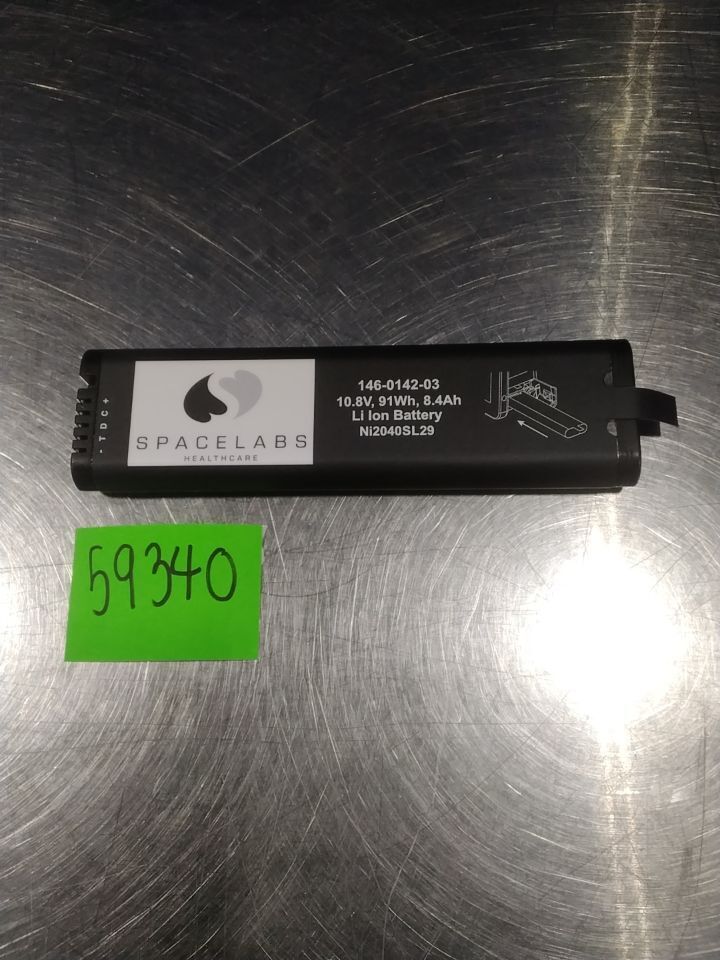 - T D C +
SPACELABS
HEALTHCARE
146-0142-03
10.8V, 91Wh, 8.4Ah
Li Ion Battery
Ni2040SL29
59340